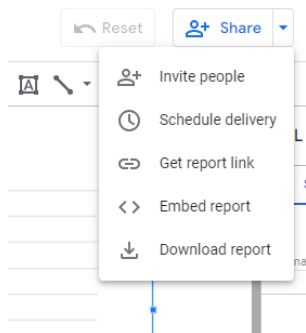 Reset
Share
Invite people
Schedule delivery
Get report link
Embed report
Download report